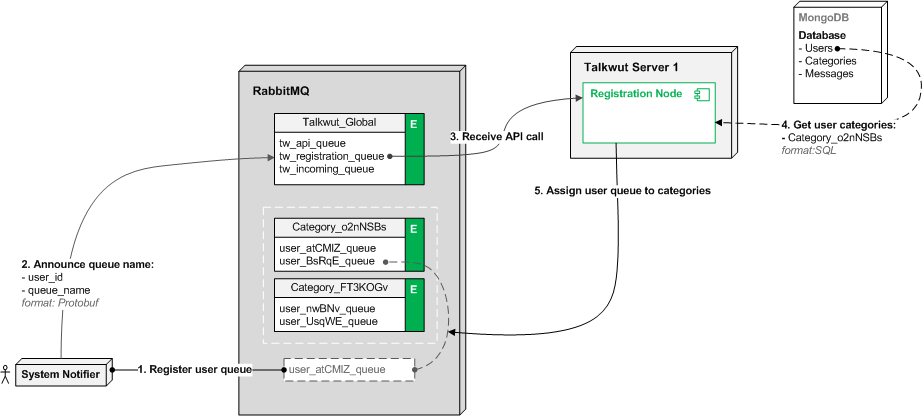 MongoDB
Database
- Users
- Categories
- Messages
Talkwut Server 1
Registration Node
RabbitMQ
Talkwut_Global
E
tw_api_queue
tw_registration_queue
tw_incoming_queue
3. Receive API call
4. Get user categories:
- Category_o2nNSBs
format:SQL
5. Assign user queue to categories
Category_o2nNSBs
E
user_atCMIZ_queue
user_BsRqE_queue
Category_FT3KOGv
E
user_nwBNv_queue
user_UsqWE_queue
2. Announce queue name:
- user_id
- queue_name
format: Protobuf
System Notifier
1. Register user queue
user_atCMIZ_queue